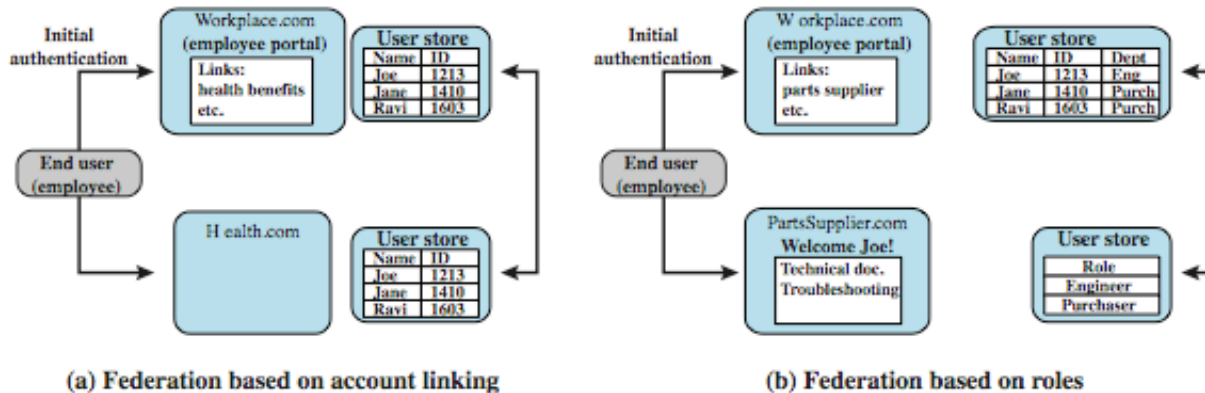 Initial
authentication
Workplace.com
(employee portal)
Links:
health benefits
etc.
User store
Name ID
Joe 1213
Jane 1410
Ravi 1603
End user
(employee)
H ealth.com
User store
Name ID
Joe 1213
Jane 1410
Ravi 1603
(a) Federation based on account linking
Initial
authentication
W orkplace.com
(employee portal)
Links:
parts supplier
etc.
User store
Name ID Dept
Joe 1213 Eng
Jane 1410 Purch
Ravi 1603 Purch
End user
(employee)
PartsSupplier.com
Welcome Joe!
Technical doc.
Troubleshooting
User store
Role
Engineer
Purchaser
(b) Federation based on roles